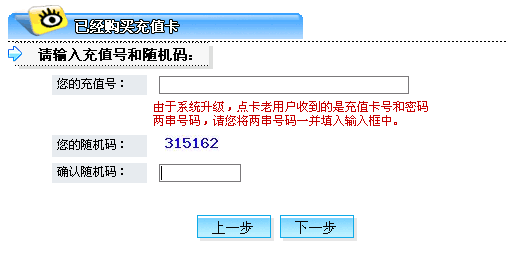 已经购买充值卡
请输入充值号和随机码：
您的充值号：
由于系统升级，点卡老用户收到的是充值卡号和密码
两串号码，请您将两串号码一并填入输入框中。
您的随机码： 315162
确认随机码：
上一步 下一步